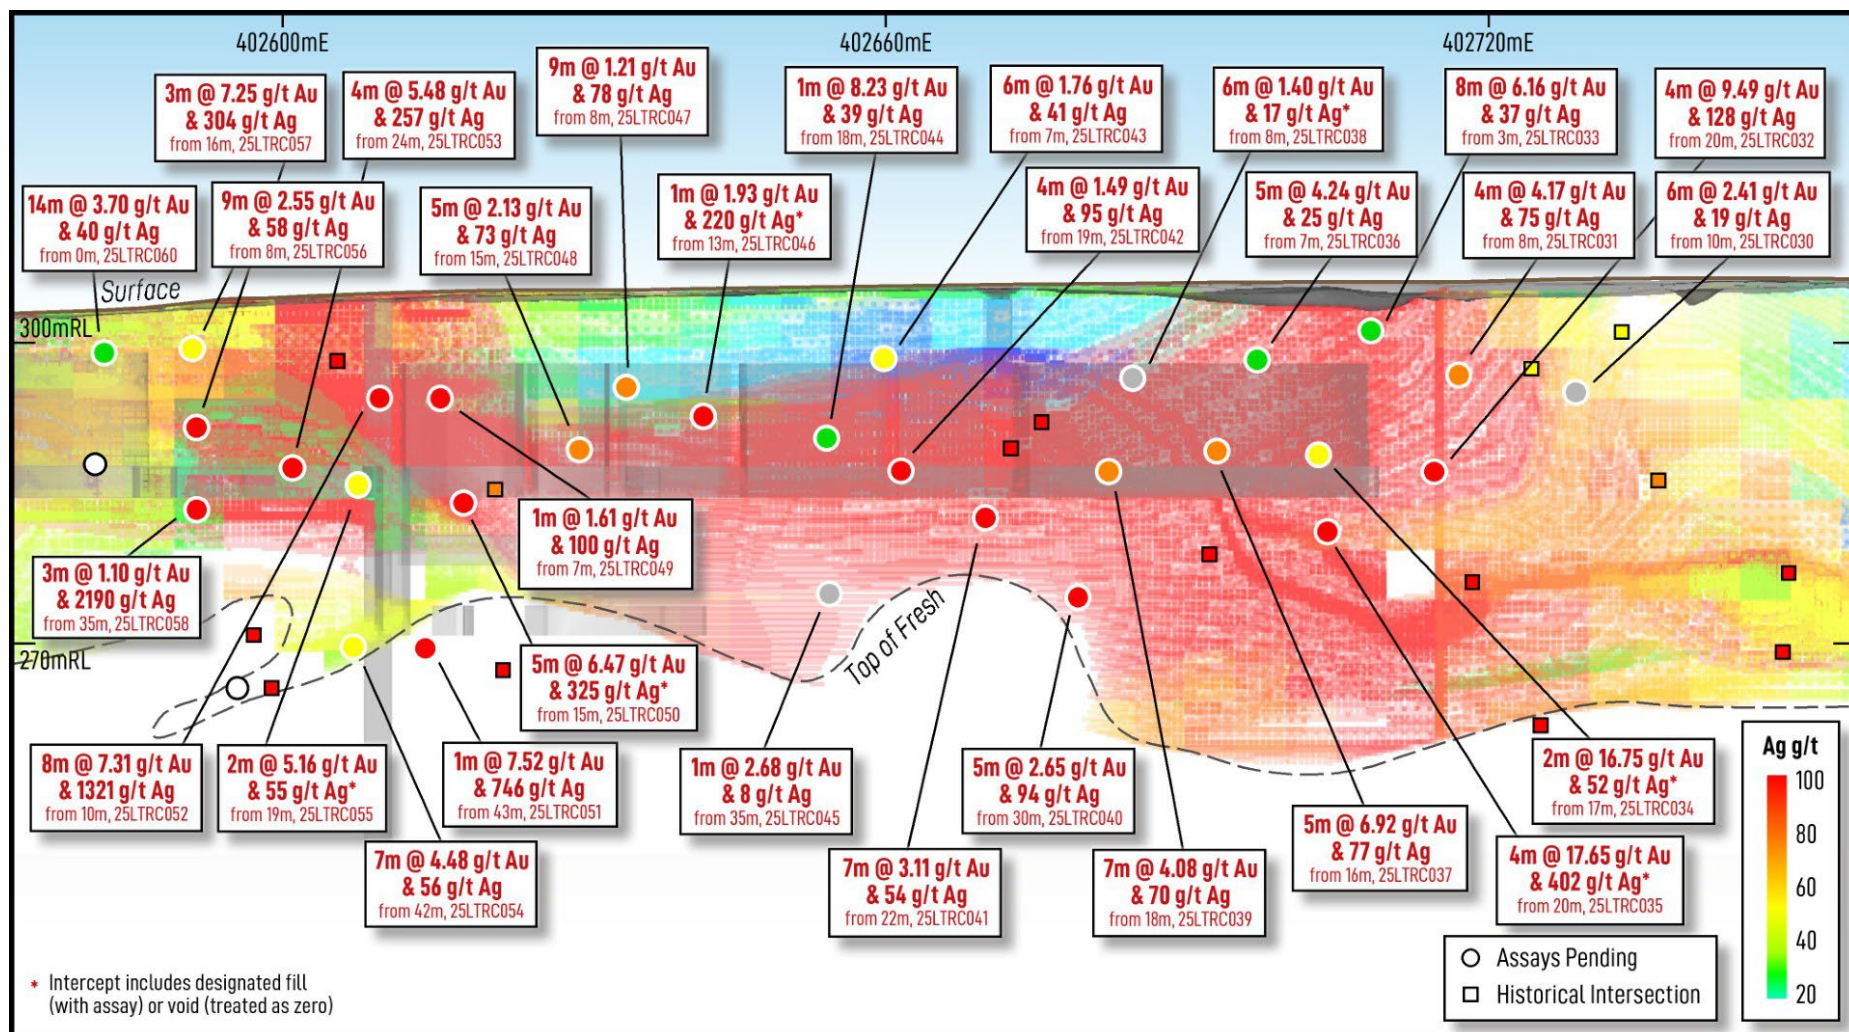 402600mE
402660mE
402720mE
3m @ 7.25 g/t Au
& 304 g/t Ag
from 16m, 25LTRC057
4m @ 5.48 g/t Au
& 257 g/t Ag
from 24m, 25LTRC053
9m @ 1.21 g/t Au
& 78 g/t Ag
from 8m, 25LTRC047
1m @ 8.23 g/t Au
& 39 g/t Ag
from 18m, 25LTRC044
6m @ 1.76 g/t Au
& 41 g/t Ag
from 7m, 25LTRC043
6m @ 1.40 g/t Au
& 17 g/t Ag*
from 8m, 25LTRC038
8m @ 6.16 g/t Au
& 37 g/t Ag
from 3m, 25LTRC033
4m @ 9.49 g/t Au
& 128 g/t Ag
from 20m, 25LTRC032
14m @ 3.70 g/t Au
& 40 g/t Ag
from 0m, 25LTRC060
9m @ 2.55 g/t Au
& 58 g/t Ag
from 8m, 25LTRC056
5m @ 2.13 g/t Au
& 73 g/t Ag
from 15m, 25LTRC048
1m @ 1.93 g/t Au
& 220 g/t Ag*
from 13m, 25LTRC046
4m @ 1.49 g/t Au
& 95 g/t Ag
from 19m, 25LTRC042
5m @ 4.24 g/t Au
& 25 g/t Ag
from 7m, 25LTRC036
4m @ 4.17 g/t Au
& 75 g/t Ag
from 8m, 25LTRC031
6m @ 2.41 g/t Au
& 19 g/t Ag
from 10m, 25LTRC030
Surface
300mRL
1m @ 1.61 g/t Au
& 100 g/t Ag
from 7m, 25LTRC049
3m @ 1.10 g/t Au
& 2190 g/t Ag
from 35m, 25LTRC058
270mRL
Top of Fresh
5m @ 6.47 g/t Au
& 325 g/t Ag*
from 15m, 25LTRC050
8m @ 7.31 g/t Au
& 1321 g/t Ag
from 10m, 25LTRC052
2m @ 5.16 g/t Au
& 55 g/t Ag*
from 19m, 25LTRC055
1m @ 7.52 g/t Au
& 746 g/t Ag
from 43m, 25LTRC051
1m @ 2.68 g/t Au
& 8 g/t Ag
from 35m, 25LTRC045
5m @ 2.65 g/t Au
& 94 g/t Ag
from 30m, 25LTRC040
2m @ 16.75 g/t Au
& 52 g/t Ag*
from 17m, 25LTRC034
7m @ 4.48 g/t Au
& 56 g/t Ag
from 42m, 25LTRC054
7m @ 3.11 g/t Au
& 54 g/t Ag
from 22m, 25LTRC041
7m @ 4.08 g/t Au
& 70 g/t Ag
from 18m, 25LTRC039
5m @ 6.92 g/t Au
& 77 g/t Ag
from 16m, 25LTRC037
4m @ 17.65 g/t Au
& 402 g/t Ag*
from 20m, 25LTRC035
Ag g/t
100
80
60
40
20
Assays Pending
Historical Intersection
* Intercept includes designated fill
(with assay) or void (treated as zero)